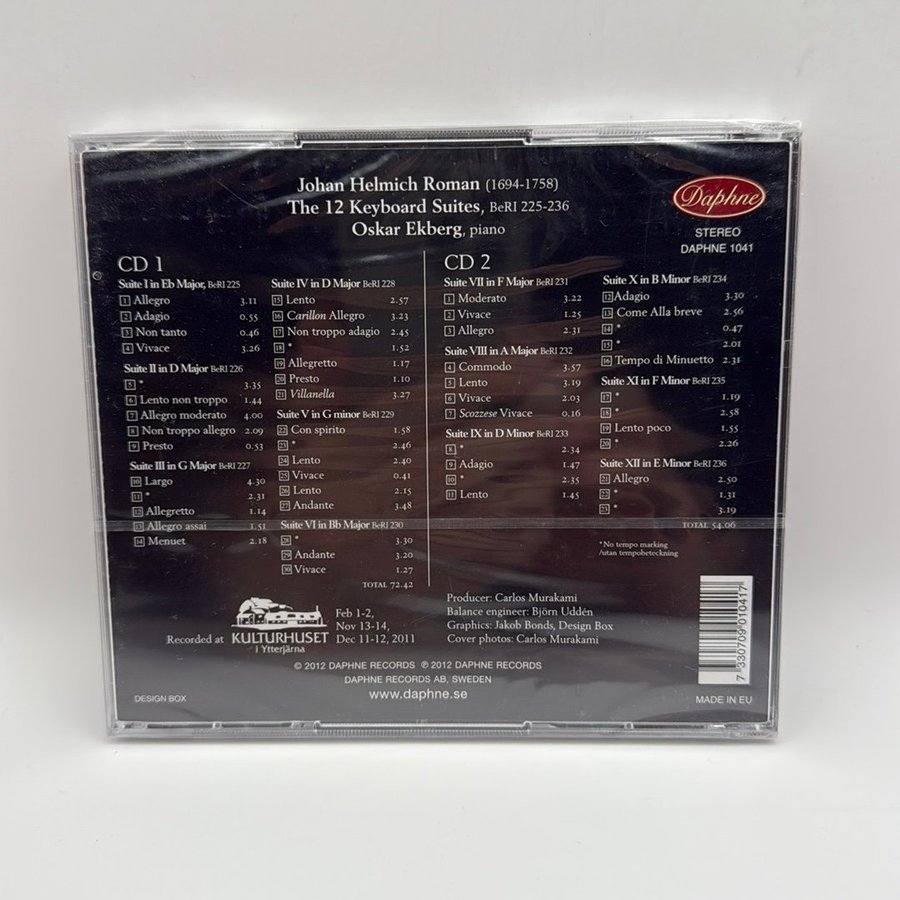 Johan Helmich Roman (1694-1758)
The 12 Keyboard Suites, BeRI 225-236
Oskar Ekberg, piano
Daphne
STEREO
DAPHNE 1041
CD 1
Suite I in Eb Major, BeRI 225
1 Allegro 3.11
2 Adagio 0.55
3 Non tanto 0.46
4 Vivace 3.26
Suite II in D Major BeRI 226
5 * 3.35
6 Lento non troppo 1.44
7 Allegro moderato 4.00
8 Non troppo allegro 2.09
9 Presto 0.53
Suite III in G Major BeRI 227
10 Largo 4.30
11 * 2.31
12 Allegretto 1.14
13 Allegro assai 1.51
14 Menuet 2.18
Suite IV in D Major BeRI 228
15 Lento 2.57
16 Carillon Allegro 3.23
17 Non troppo adagio 2.45
18 * 1.52
19 Allegretto 1.17
20 Presto 1.10
21 Villanella 3.27
Suite V in G minor BeRI 229
22 Con spirito 1.58
23 * 2.46
24 Lento 2.40
25 Vivace 0.41
26 Lento 2.15
27 Andante 3.48
Suite VI in Bb Major BeRI 230
28 * 3.30
29 Andante 3.20
30 Vivace 1.27
TOTAL 72.42
CD 2
Suite VII in F Major BeRI 231
1 Moderato 3.22
2 Vivace 1.25
3 Allegro 2.31
Suite VIII in A Major BeRI 232
4 Commodo 3.57
5 Lento 3.19
6 Vivace 2.03
7 Scozzese Vivace 0.16
Suite IX in D Minor BeRI 233
8 * 2.34
9 Adagio 1.47
10 * 2.35
11 Lento 1.45
Suite X in B Minor BeRI 234
12 Adagio 3.30
13 Come Alla breve 2.56
14 * 0.47
15 * 2.01
16 Tempo di Minuetto 2.31
Suite XI in F Minor BeRI 235
17 * 1.19
18 * 2.58
19 Lento poco 1.55
20 * 2.26
Suite XII in E Minor BeRI 236
21 Allegro 2.50
22 * 1.31
23 * 3.19
TOTAL 54.06
* No tempo marking
/utan tempobeteckning
Recorded at KULTURHUSET
i Ytterjärna
Feb 1-2,
Nov 13-14,
Dec 11-12, 2011
Producer: Carlos Murakami
Balance engineer: Björn Uddén
Graphics: Jakob Bonds, Design Box
Cover photos: Carlos Murakami
7 330709 010417
© 2012 DAPHNE RECORDS ℗ 2012 DAPHNE RECORDS
DAPHNE RECORDS AB, SWEDEN
www.daphne.se
DESIGN BOX
MADE IN EU